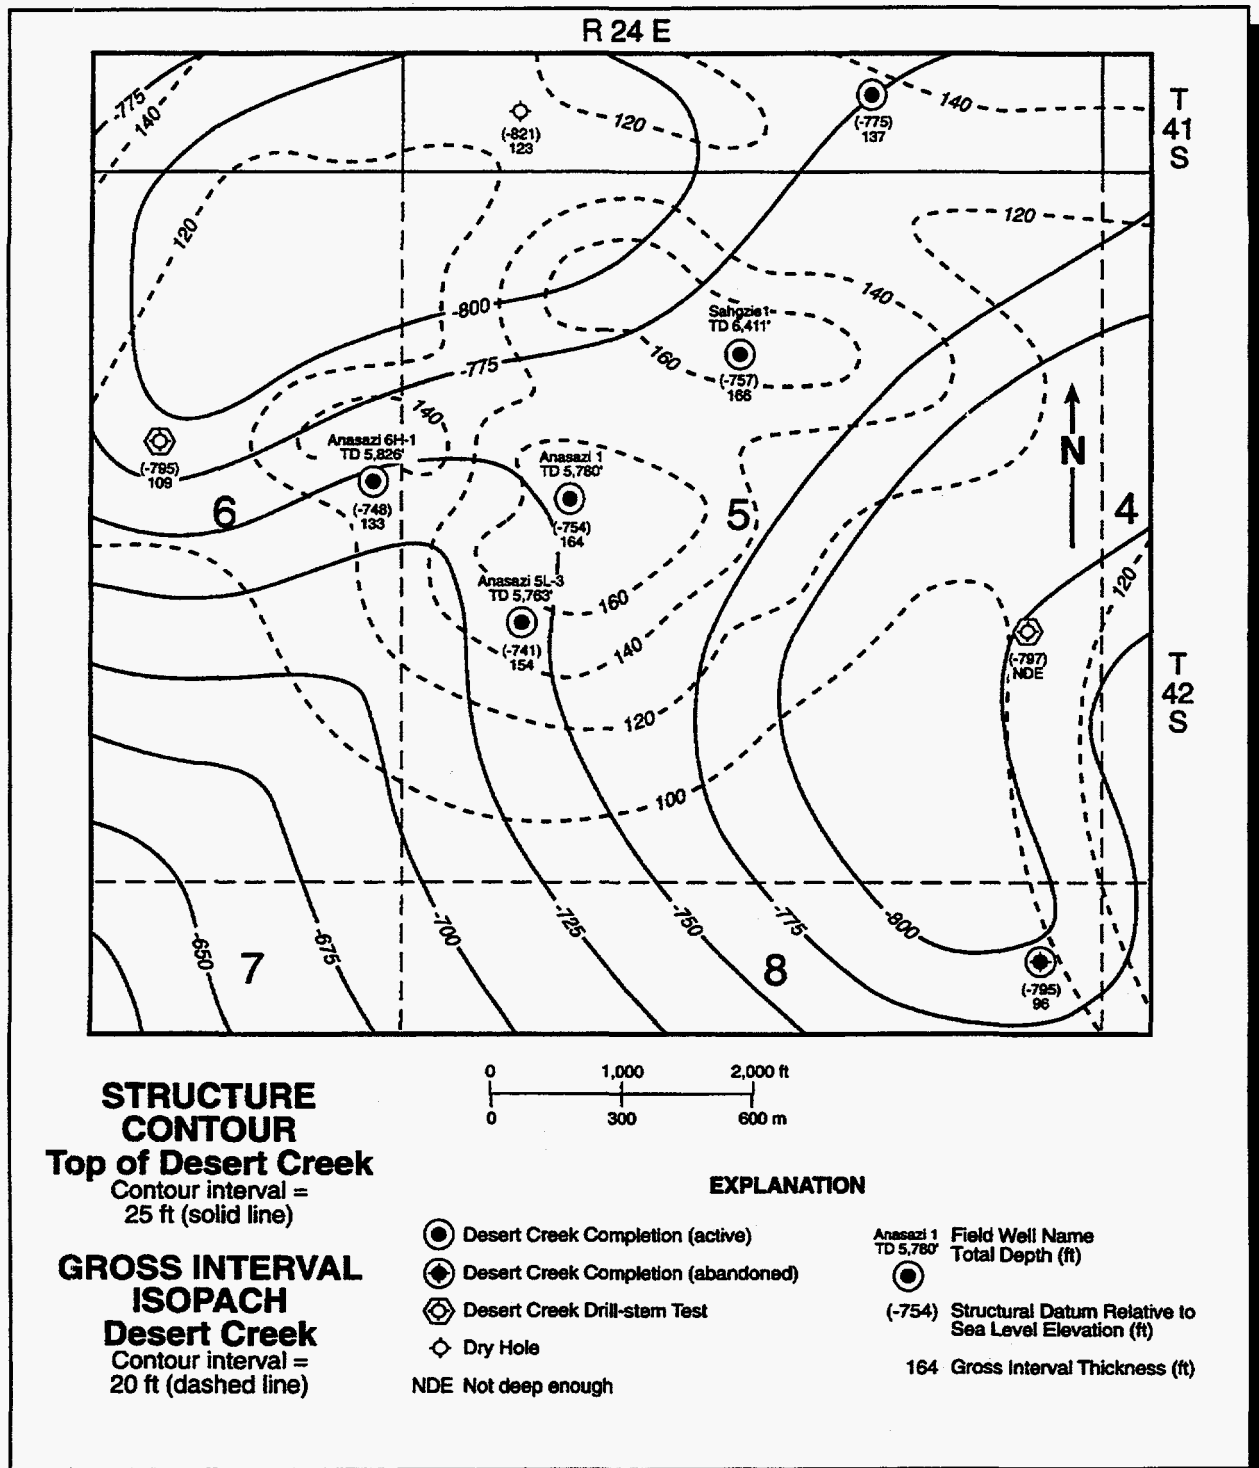 R 24 E
T
41
S
-775
140
(-821)
123
120
(-775)
137
140
120
120
-800
-775
140
Sahgzie 1
TD 6,411'
160
(-757)
166
140
N
(-795)
109
Anasazi 6H-1
TD 5,826'
(-748)
133
Anasazi 1
TD 5,780'
(-754)
164
6
5
4
Anasazi 5L-3
TD 5,763'
(-741)
154
160
140
120
100
(-797)
NDE
120
T
42
S
-650
-675
-700
-725
-750
-775
-800
7
8
(-795)
96
0 1,000 2,000 ft
0 300 600 m
STRUCTURE
CONTOUR
Top of Desert Creek
Contour interval =
25 ft (solid line)
GROSS INTERVAL
ISOPACH
Desert Creek
Contour interval =
20 ft (dashed line)
EXPLANATION
Desert Creek Completion (active)
Desert Creek Completion (abandoned)
Desert Creek Drill-stem Test
Dry Hole
NDE Not deep enough
Anasazi 1 Field Well Name
TD 5,780' Total Depth (ft)
(-754) Structural Datum Relative to
Sea Level Elevation (ft)
164 Gross Interval Thickness (ft)